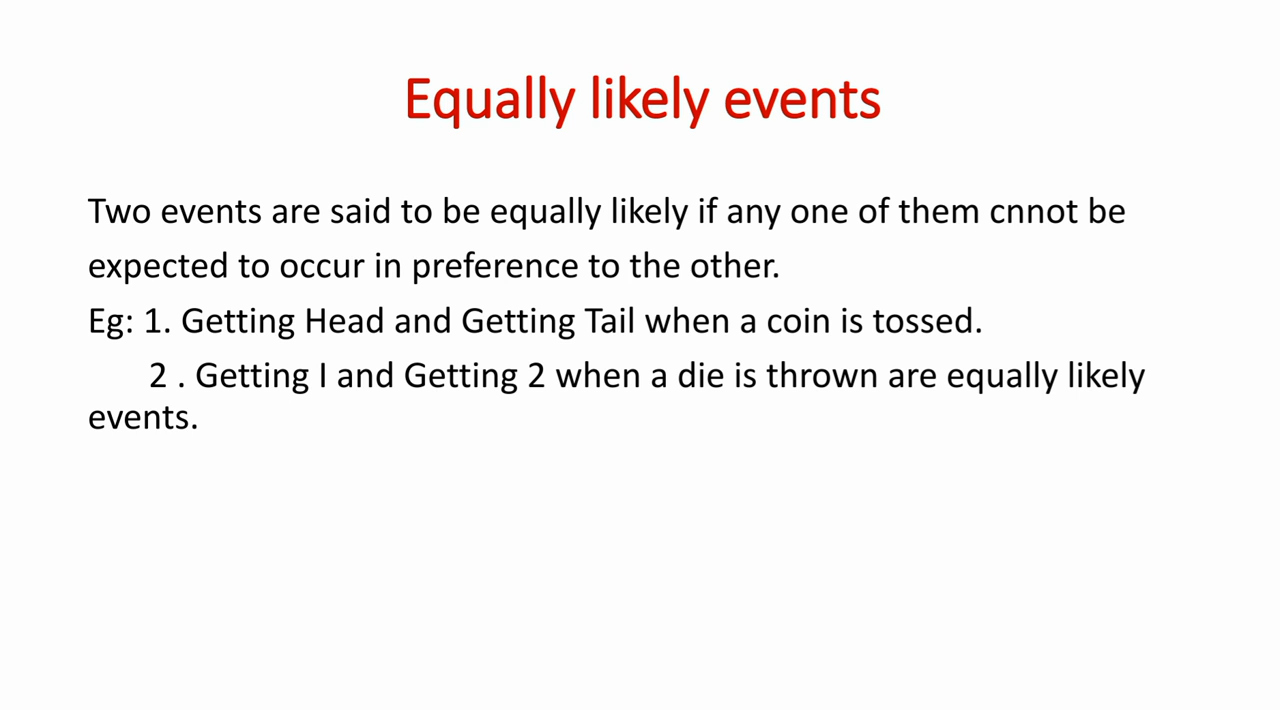 Equally likely events
Two events are said to be equally likely if any one of them cnnot be
expected to occur in preference to the other.
Eg: 1. Getting Head and Getting Tail when a coin is tossed.
2 . Getting I and Getting 2 when a die is thrown are equally likely
events.